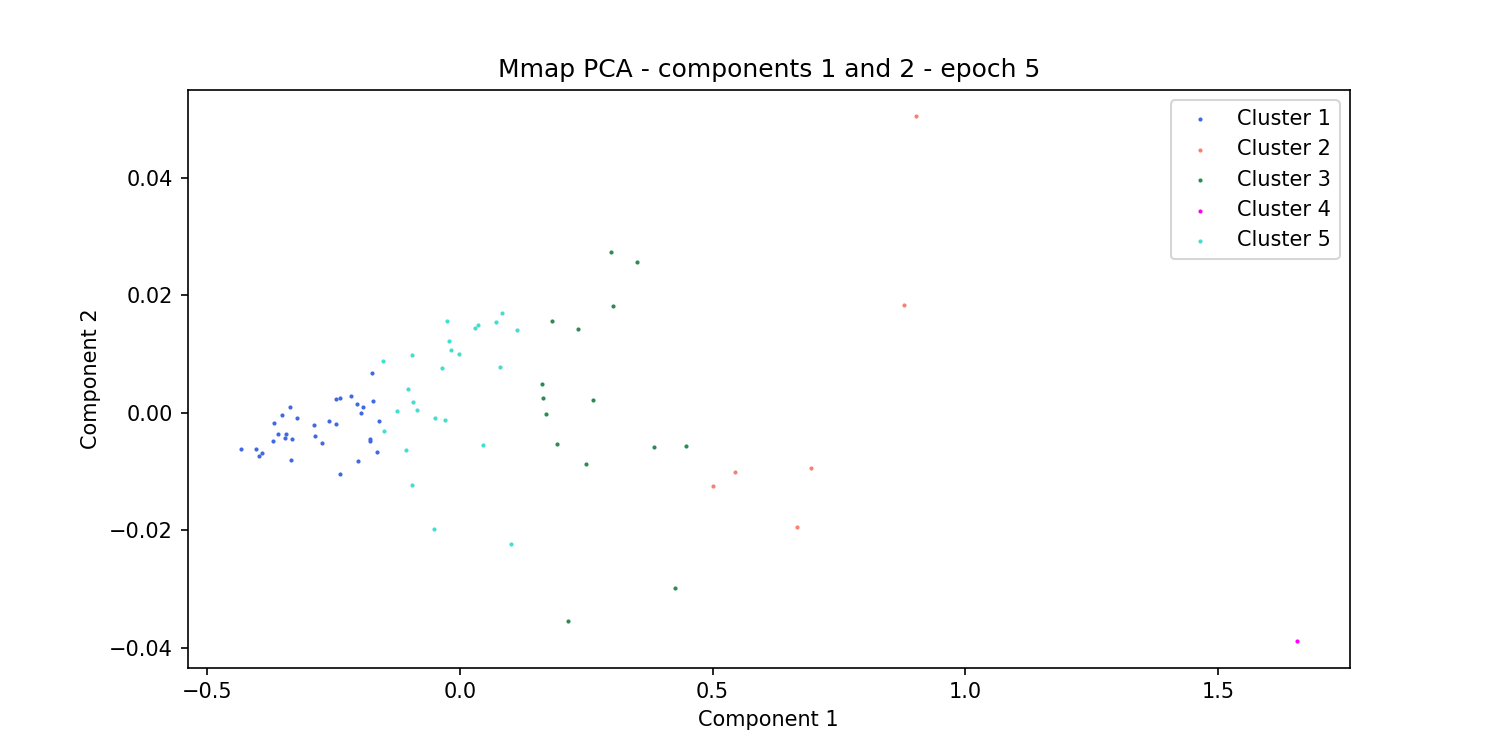 Mmap PCA - components 1 and 2 - epoch 5
Cluster 1
Cluster 2
Cluster 3
Cluster 4
Cluster 5
Component 2
0.04
0.02
0.00
−0.02
−0.04
−0.5
0.0
0.5
1.0
1.5
Component 1